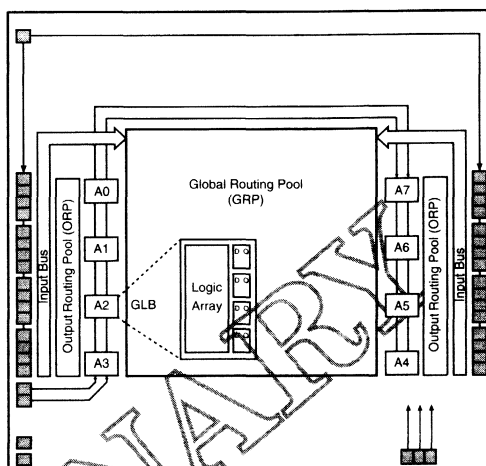 Global Routing Pool
(GRP)
A0
A1
A2
A3
A7
A6
A5
A4
Input Bus
Output Routing Pool (ORP)
GLB
Logic
Array
Output Routing Pool (ORP)
Input Bus